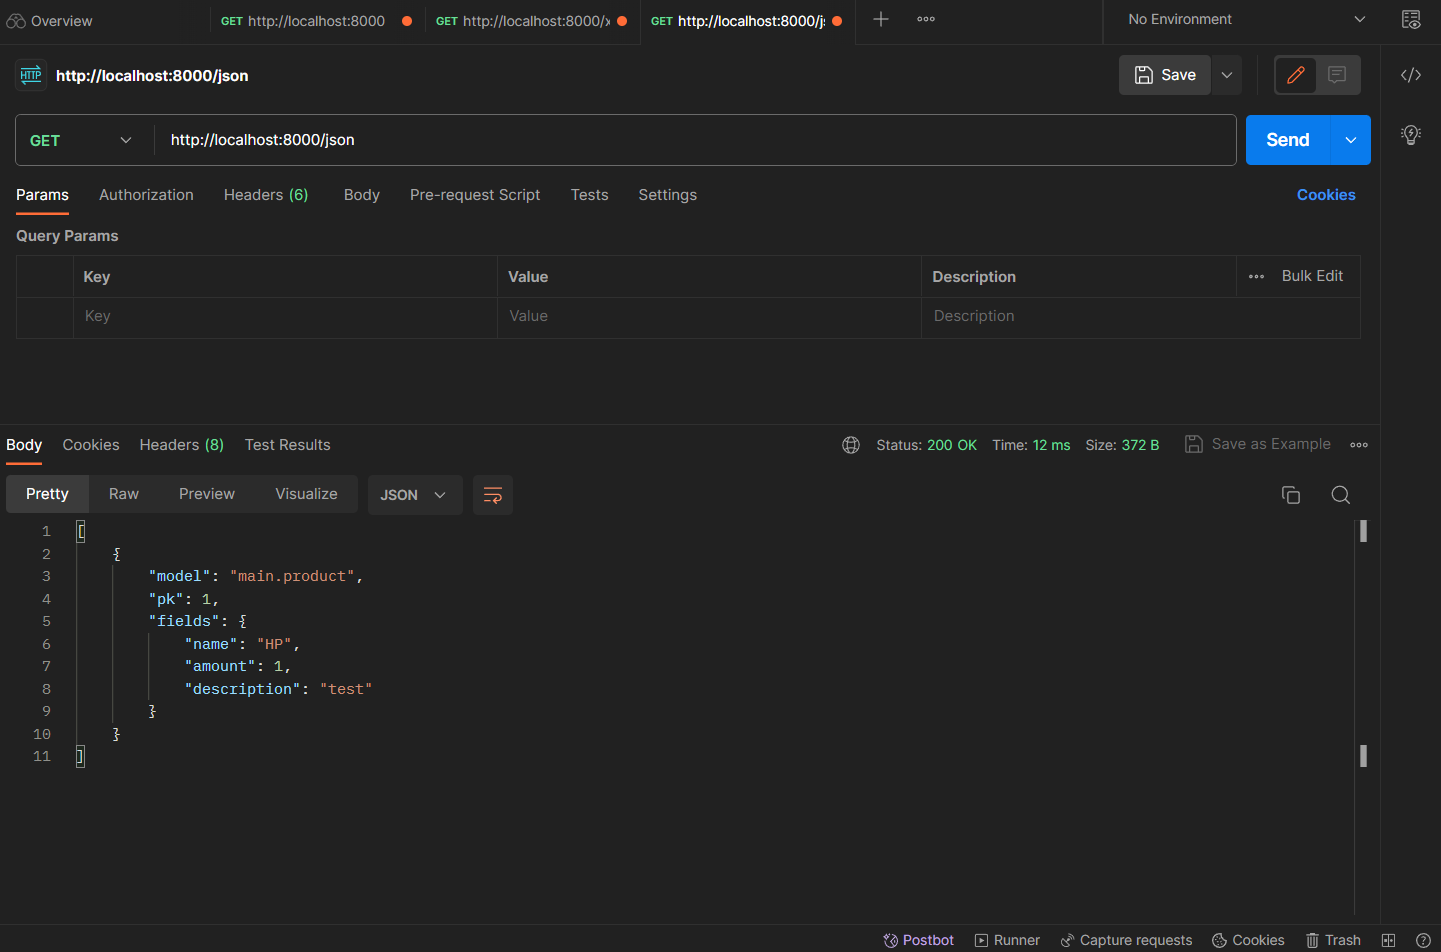 Overview
GET http://localhost:8000
GET http://localhost:8000/x
GET http://localhost:8000/j
No Environment
HTTP http://localhost:8000/json
Save
GET http://localhost:8000/json
Send
Params Authorization Headers (6) Body Pre-request Script Tests Settings Cookies
Query Params
Key Value Description Bulk Edit
Key Value Description
Body Cookies Headers (8) Test Results Status: 200 OK Time: 12 ms Size: 372 B Save as Example
Pretty Raw Preview Visualize JSON
1 [
2 {
3 "model": "main.product",
4 "pk": 1,
5 "fields": {
6 "name": "HP",
7 "amount": 1,
8 "description": "test"
9 }
10 }
11 ]
Postbot Runner Capture requests Cookies Trash